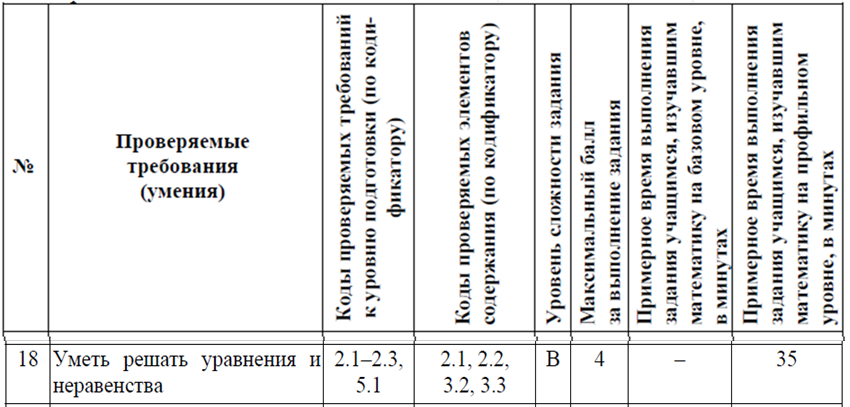 №
Проверяемые
требования
(умения)
Коды проверяемых требований
к уровню подготовки (по коди-
фикатору)
Коды проверяемых элементов
содержания (по кодификатору)
Уровень сложности задания
Максимальный балл
за выполнение задания
Примерное время выполнения
задания учащимся, изучавшим
математику на базовом уровне,
в минутах
Примерное время выполнения
задания учащимся, изучавшим
математику на профильном
уровне, в минутах
18 Уметь решать уравнения и 2.1–2.3, 2.1, 2.2, В 4 – 35
неравенства 5.1 3.2, 3.3